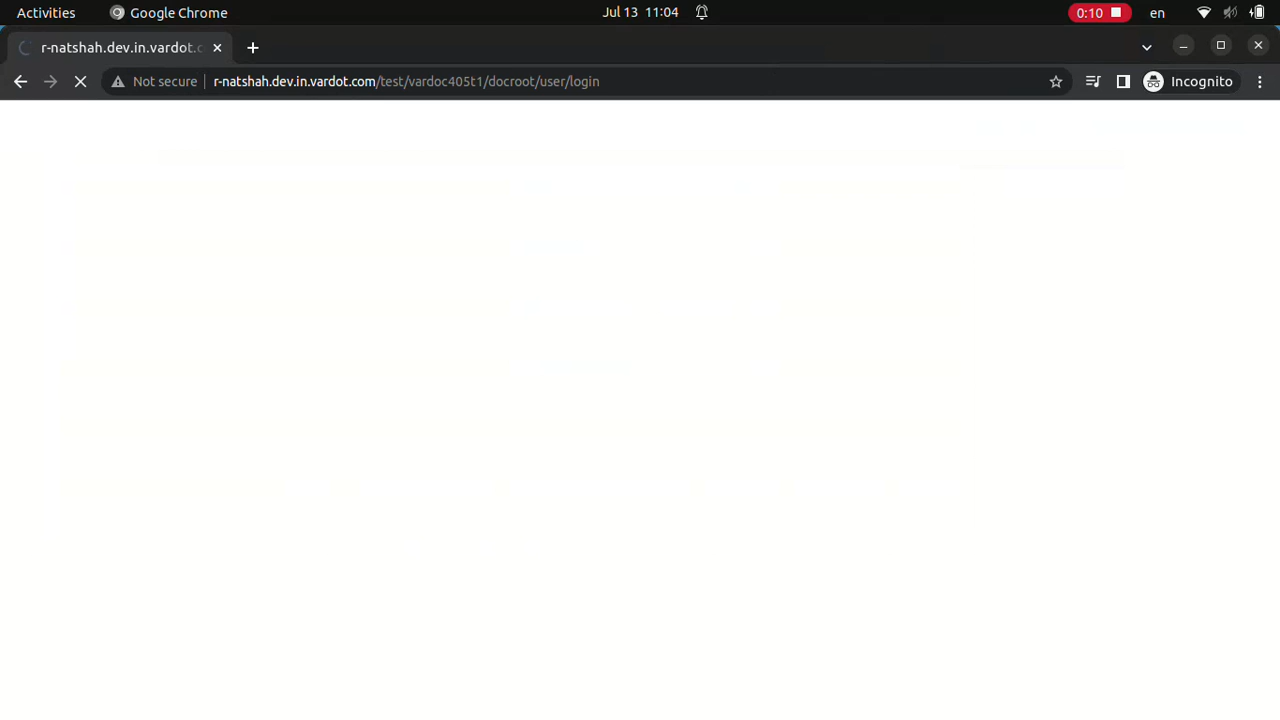 Activities
Google Chrome
Jul 13 11:04
0:10
en
r-natshah.dev.in.vardot.c
Not secure
r-natshah.dev.in.vardot.com/test/vardoc405t1/docroot/user/login
Incognito